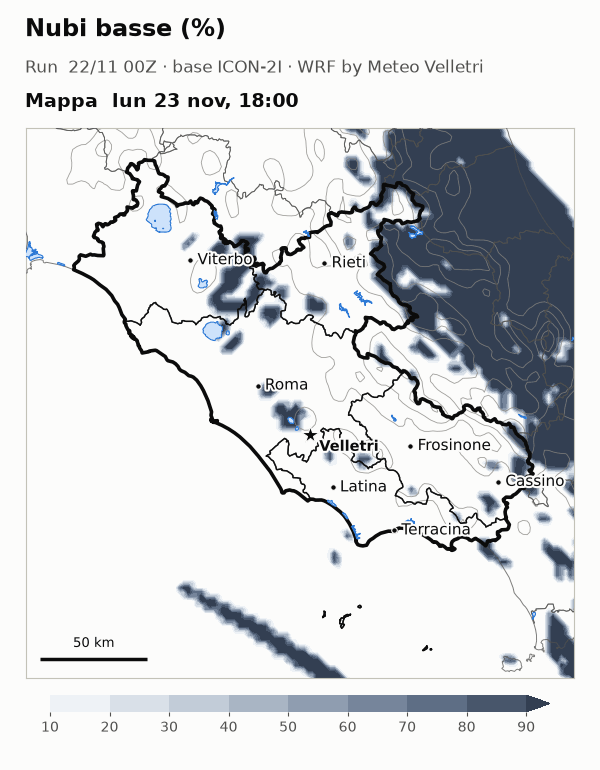 Nubi basse (%)
Run 22/11 00Z · base ICON-2I · WRF by Meteo Velletri
Mappa lun 23 nov, 18:00
Viterbo
Rieti
Roma
Velletri
Frosinone
Cassino
Latina
Terracina
50 km
10 20 30 40 50 60 70 80 90